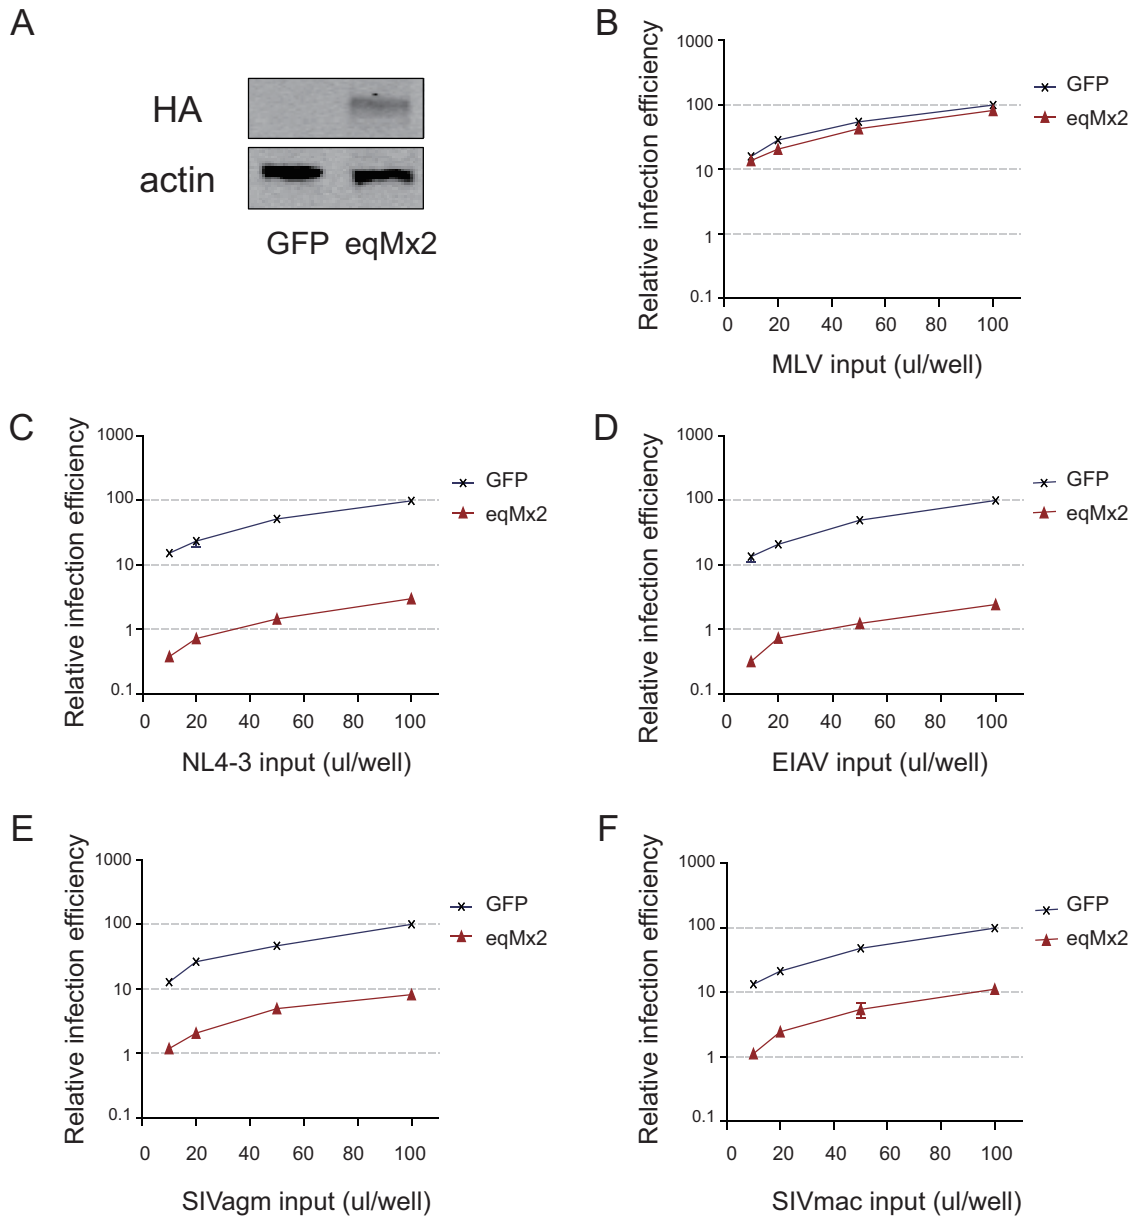 A
HA
actin
GFP eqMx2
B
Relative infection efficiency
1000
100
10
1
0.1
0 20 40 60 80 100
MLV input (ul/well)
GFP
eqMx2
C
Relative infection efficiency
1000
100
10
1
0.1
0 20 40 60 80 100
NL4-3 input (ul/well)
GFP
eqMx2
D
Relative infection efficiency
1000
100
10
1
0.1
0 20 40 60 80 100
EIAV input (ul/well)
GFP
eqMx2
E
Relative infection efficiency
1000
100
10
1
0.1
0 20 40 60 80 100
SIVagm input (ul/well)
GFP
eqMx2
F
Relative infection efficiency
1000
100
10
1
0.1
0 20 40 60 80 100
SIVmac input (ul/well)
GFP
eqMx2